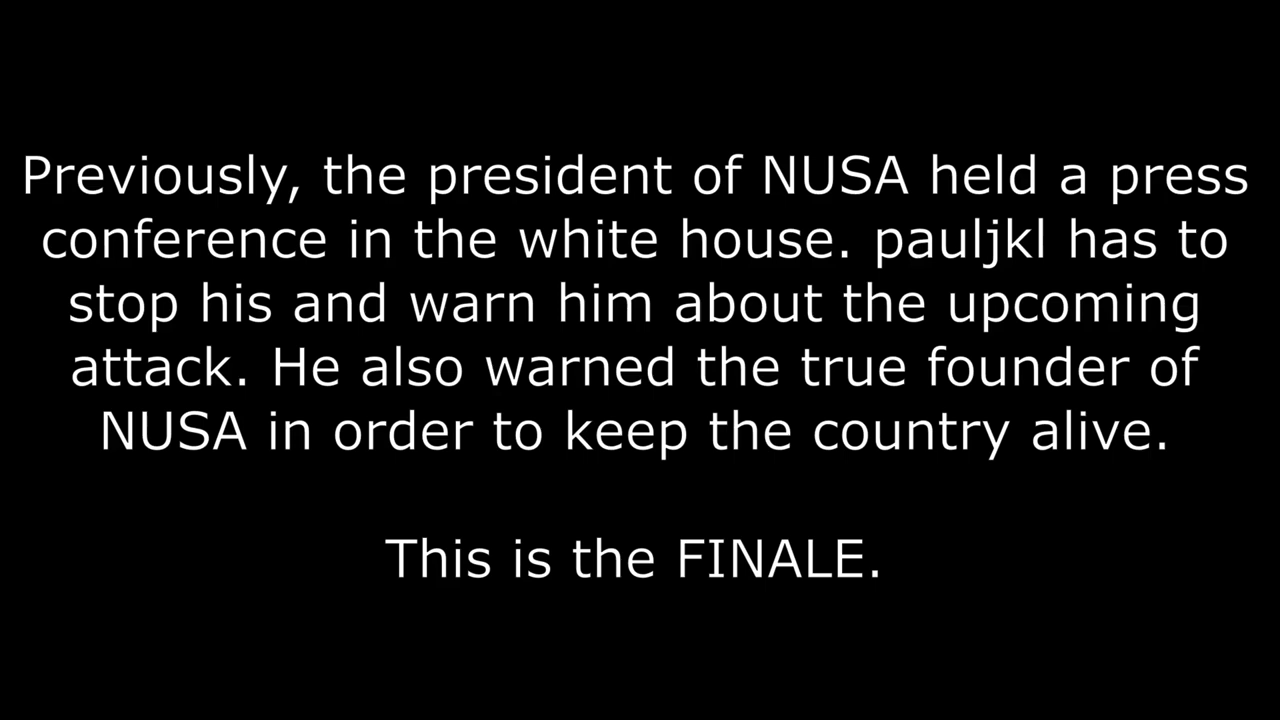 Previously, the president of NUSA held a press
conference in the white house. pauljkl has to
stop his and warn him about the upcoming
attack. He also warned the true founder of
NUSA in order to keep the country alive.
This is the FINALE.